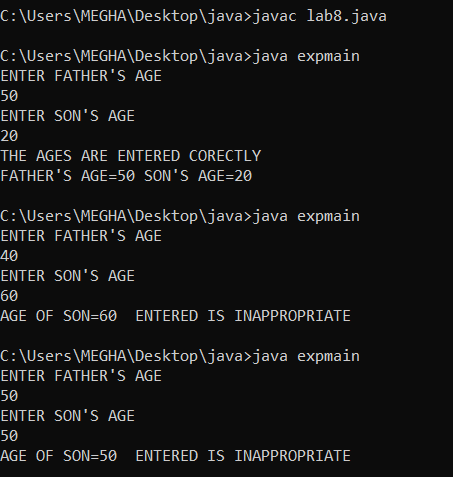 C:\Users\MEGHA\Desktop\java>javac lab8.java
C:\Users\MEGHA\Desktop\java>java expmain
ENTER FATHER'S AGE
50
ENTER SON'S AGE
20
THE AGES ARE ENTERED CORECTLY
FATHER'S AGE=50 SON'S AGE=20
C:\Users\MEGHA\Desktop\java>java expmain
ENTER FATHER'S AGE
40
ENTER SON'S AGE
60
AGE OF SON=60  ENTERED IS INAPPROPRIATE
C:\Users\MEGHA\Desktop\java>java expmain
ENTER FATHER'S AGE
50
ENTER SON'S AGE
50
AGE OF SON=50  ENTERED IS INAPPROPRIATE